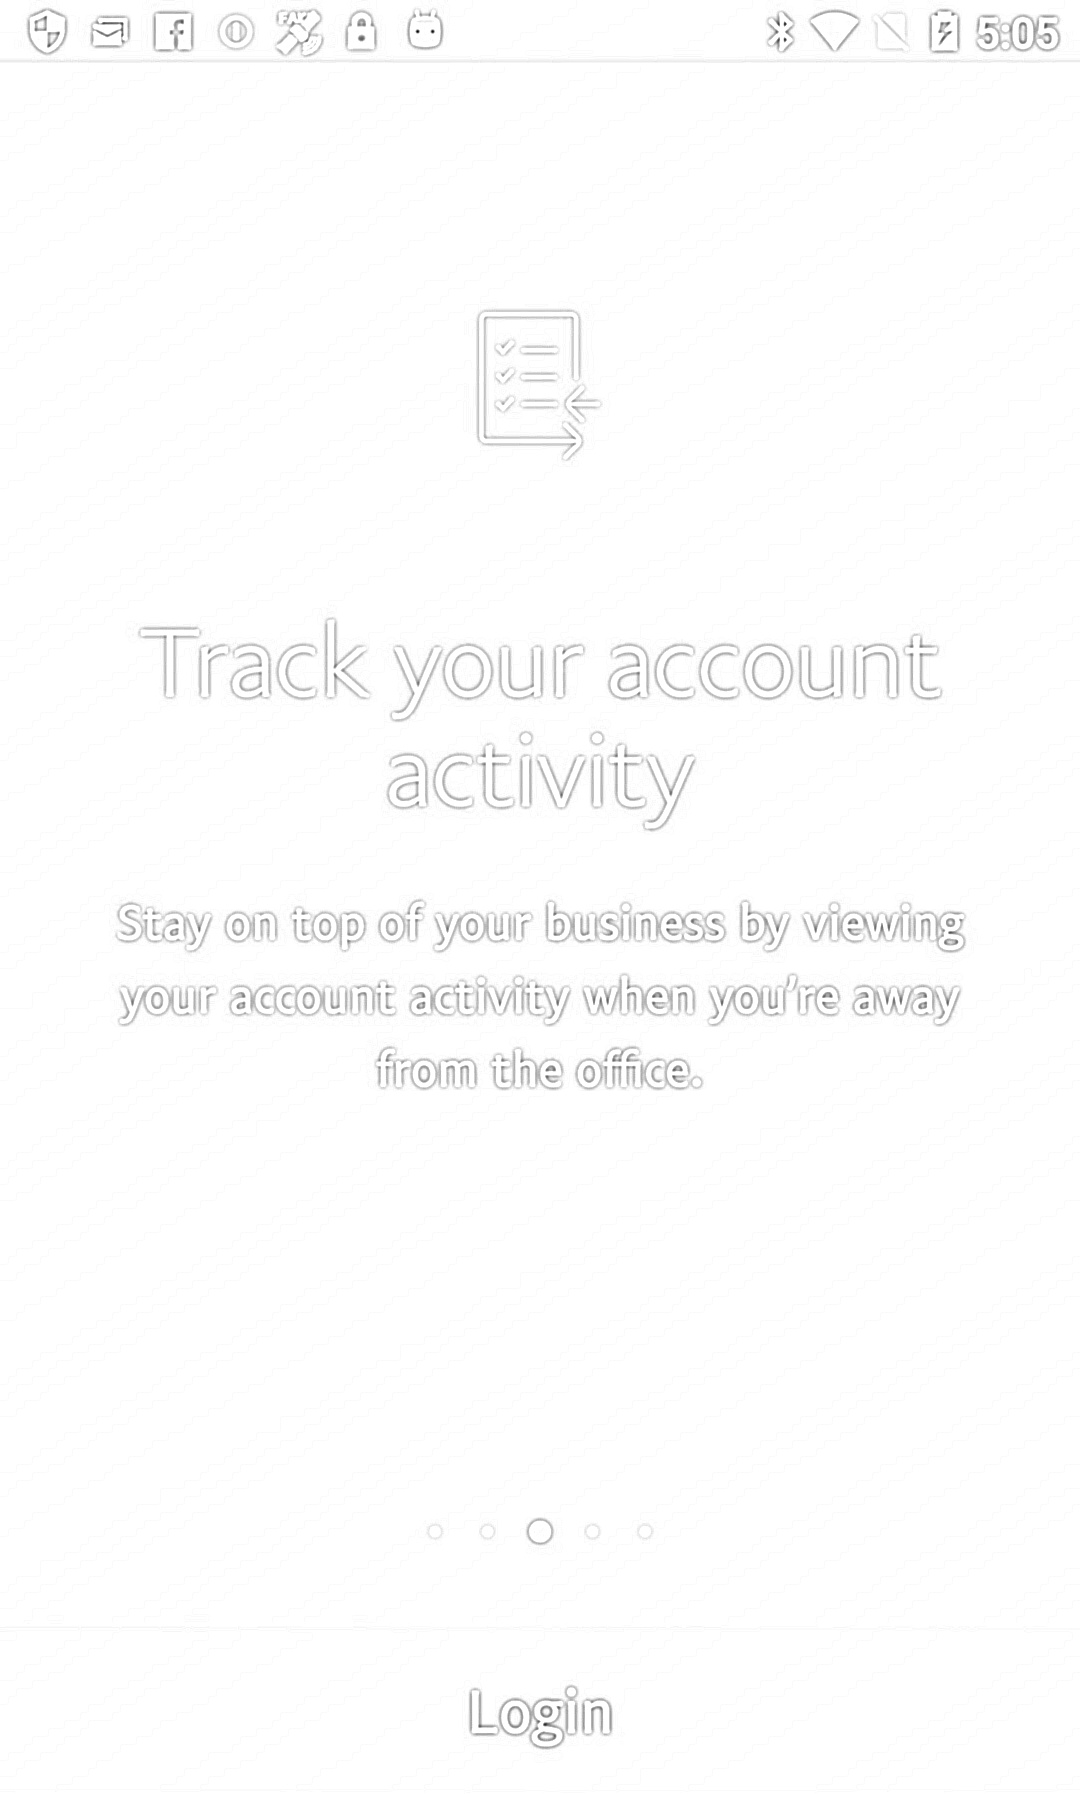 5:05
Track your account
activity
Stay on top of your business by viewing
your account activity when you’re away
from the office.
Login